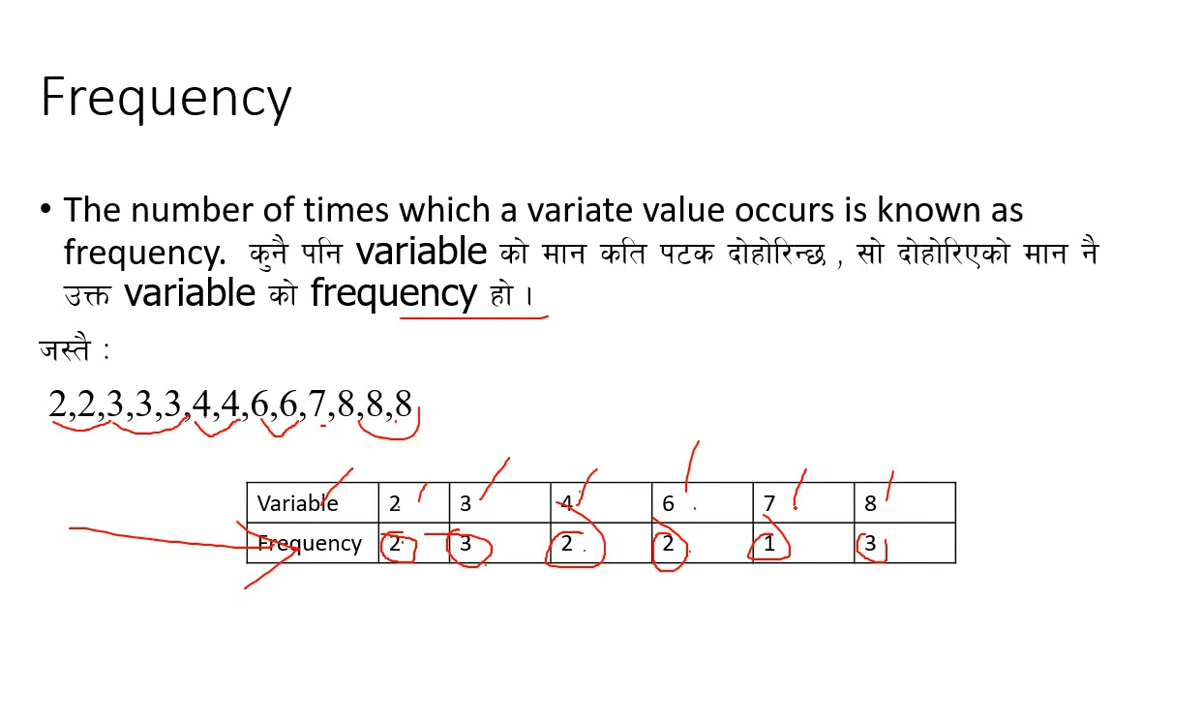 Frequency
• The number of times which a variate value occurs is known as
frequency. कुनै पनि variable को मान कति पटक दोहोरिन्छ , सो दोहोरिएको मान नै
उक्त variable को frequency हो ।
जस्तै :
2,2,3,3,3,4,4,6,6,7,8,8,8
Variable 2 3 4 6 7 8
Frequency 2 3 2 2 1 3